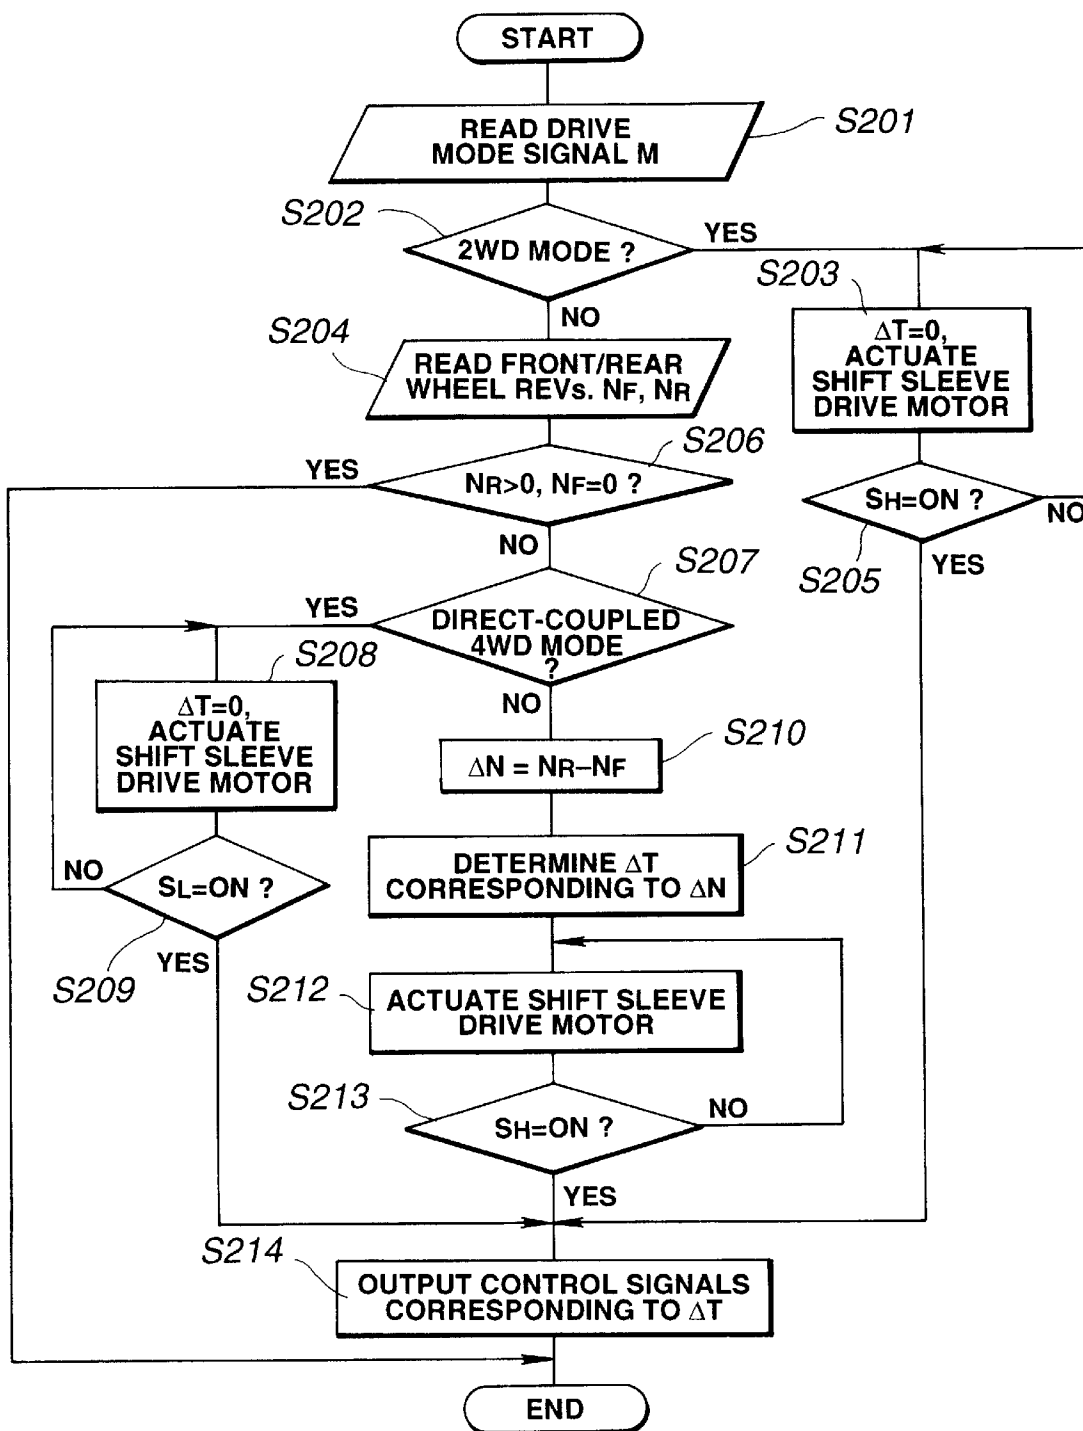 START
READ DRIVE
MODE SIGNAL M
S201
S202
2WD MODE ?
YES
NO
S203
ΔT=0,
ACTUATE
SHIFT SLEEVE
DRIVE MOTOR
S204
READ FRONT/REAR
WHEEL REVs. NF, NR
SH=ON ?
NO
S205
YES
S206
YES
NR>0, NF=0 ?
NO
S207
YES
DIRECT-COUPLED
4WD MODE
?
NO
S208
ΔT=0,
ACTUATE
SHIFT SLEEVE
DRIVE MOTOR
S210
ΔN = NR–NF
NO
SL=ON ?
YES
S209
S211
DETERMINE ΔT
CORRESPONDING TO ΔN
S212
ACTUATE SHIFT SLEEVE
DRIVE MOTOR
S213
SH=ON ?
NO
YES
S214
OUTPUT CONTROL SIGNALS
CORRESPONDING TO ΔT
END